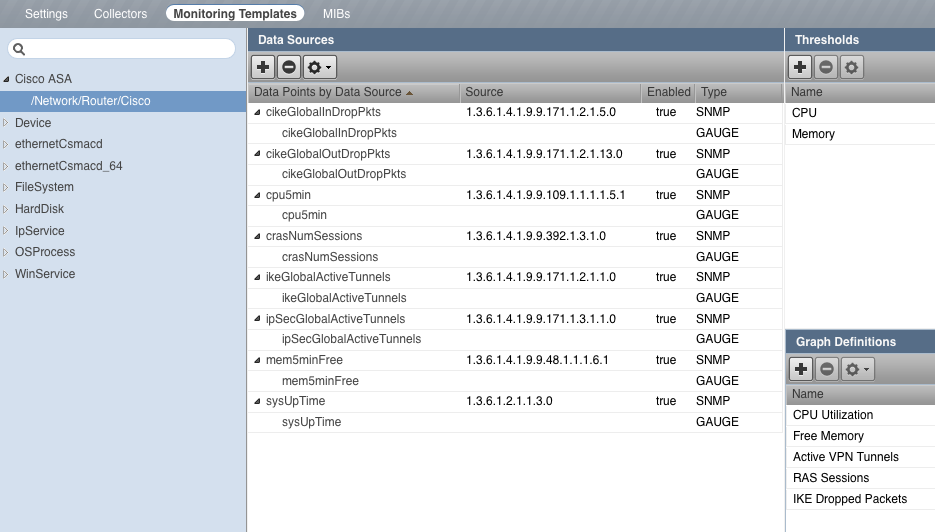 Settings Collectors Monitoring Templates MIBs
Cisco ASA
/Network/Router/Cisco
Device
ethernetCsmacd
ethernetCsmacd_64
FileSystem
HardDisk
IpService
OSProcess
WinService
Data Sources
Data Points by Data Source Source Enabled Type
cikeGlobalInDropPkts 1.3.6.1.4.1.9.9.171.1.2.1.5.0 true SNMP
cikeGlobalInDropPkts GAUGE
cikeGlobalOutDropPkts 1.3.6.1.4.1.9.9.171.1.2.1.13.0 true SNMP
cikeGlobalOutDropPkts GAUGE
cpu5min 1.3.6.1.4.1.9.9.109.1.1.1.1.5.1 true SNMP
cpu5min GAUGE
crasNumSessions 1.3.6.1.4.1.9.9.392.1.3.1.0 true SNMP
crasNumSessions GAUGE
ikeGlobalActiveTunnels 1.3.6.1.4.1.9.9.171.1.2.1.1.0 true SNMP
ikeGlobalActiveTunnels GAUGE
ipSecGlobalActiveTunnels 1.3.6.1.4.1.9.9.171.1.3.1.1.0 true SNMP
ipSecGlobalActiveTunnels GAUGE
mem5minFree 1.3.6.1.4.1.9.9.48.1.1.1.6.1 true SNMP
mem5minFree GAUGE
sysUpTime 1.3.6.1.2.1.1.3.0 true SNMP
sysUpTime GAUGE
Thresholds
Name
CPU
Memory
Graph Definitions
Name
CPU Utilization
Free Memory
Active VPN Tunnels
RAS Sessions
IKE Dropped Packets